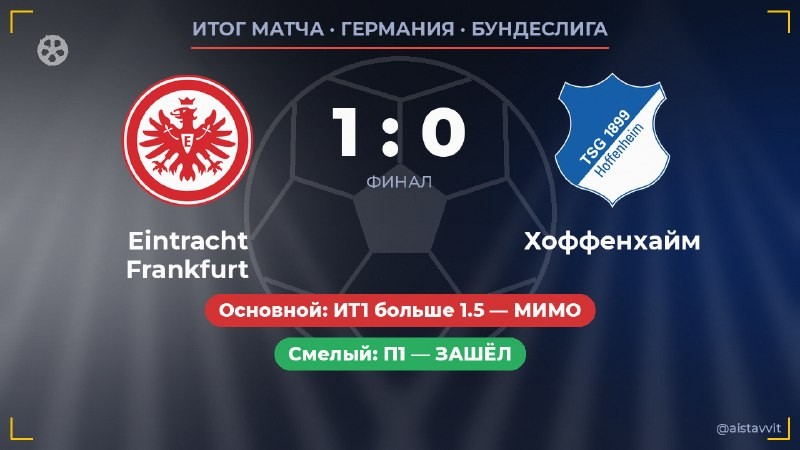 ИТОГ МАТЧА · ГЕРМАНИЯ · БУНДЕСЛИГА
1 : 0
ФИНАЛ
E
TSG 1899
Hoffenheim
Eintracht
Frankfurt
Хоффенхайм
Основной: ИТ1 больше 1.5 — МИМО
Смелый: П1 — ЗАШЁЛ
@aistavvit